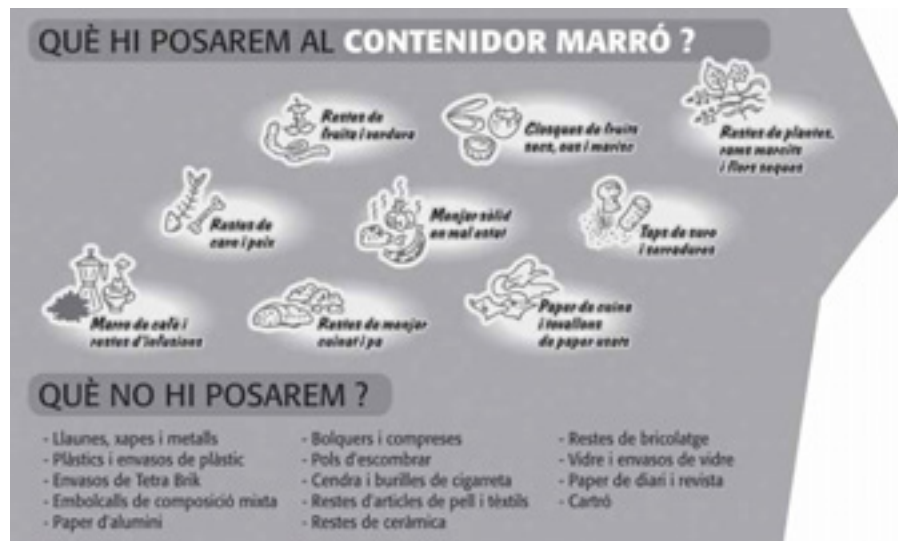 QUÈ HI POSAREM AL CONTENIDOR MARRÓ ?
Restes de
fruita i verdura
Closques de fruits
secs, ous i marisc
Restes de plantes,
rams marcits
i flors seques
Restes de
carn i peix
Menjar sòlid
en mal estat
Taps de suro
i serradures
Marro de cafè i
restes d'infusions
Restes de menjar
cuinat i pa
Paper de cuina
i tovallons
de paper usats
QUÈ NO HI POSAREM ?
- Llaunes, xapes i metalls
- Plàstics i envasos de plàstic
- Envasos de Tetra Brik
- Embolcalls de composició mixta
- Paper d'alumini
- Bolquers i compreses
- Pols d'escombrar
- Cendra i burilles de cigarreta
- Restes d'articles de pell i tèxtils
- Restes de ceràmica
- Restes de bricolatge
- Vidre i envasos de vidre
- Paper de diari i revista
- Cartró